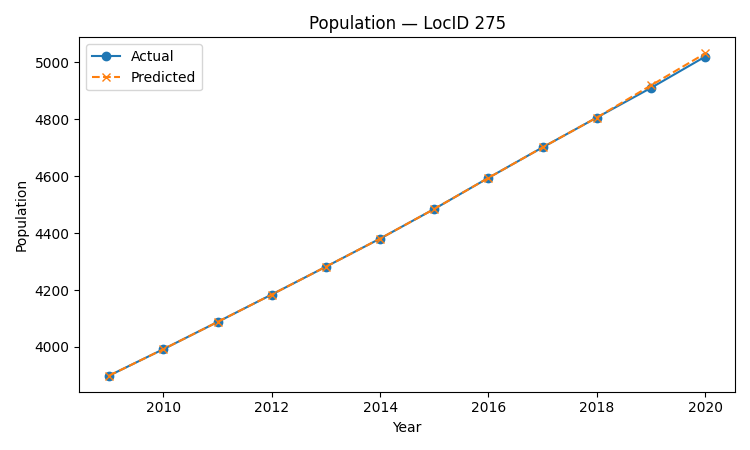 Population — LocID 275
Actual
Predicted
5000
4800
4600
4400
4200
4000
Population
2010 2012 2014 2016 2018 2020
Year